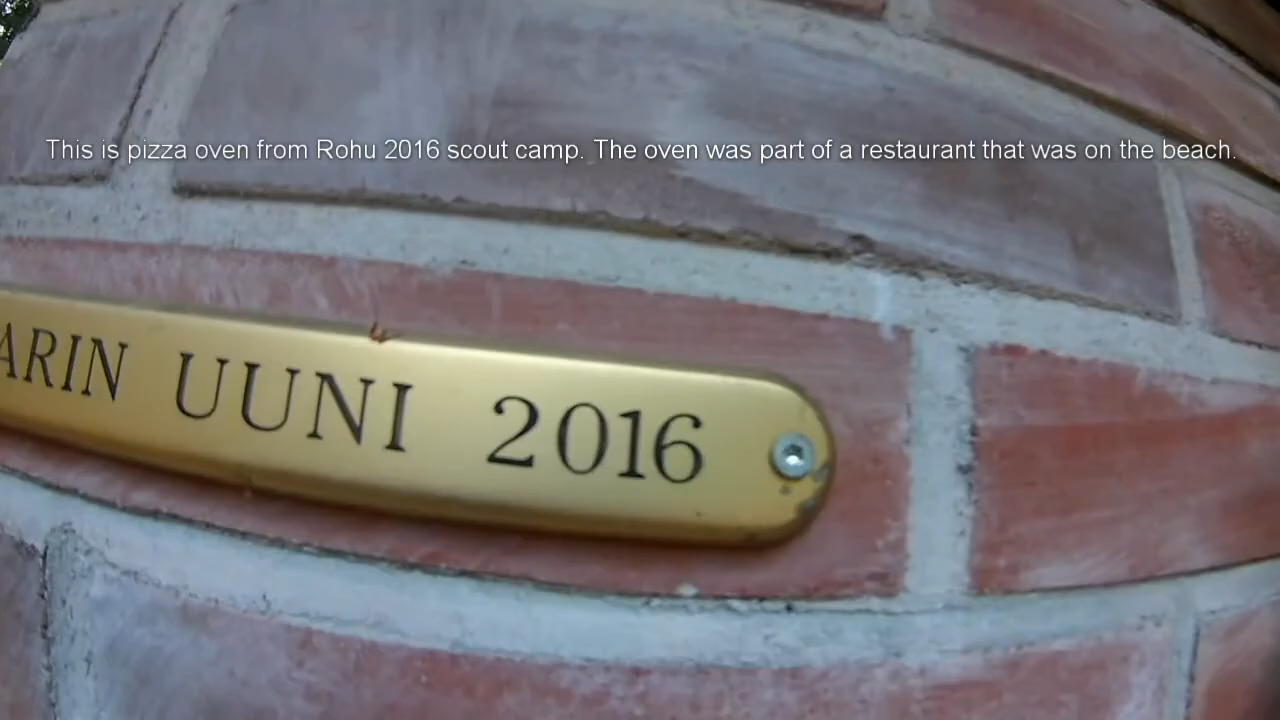 This is pizza oven from Rohu 2016 scout camp. The oven was part of a restaurant that was on the beach.
ARIN UUNI 2016